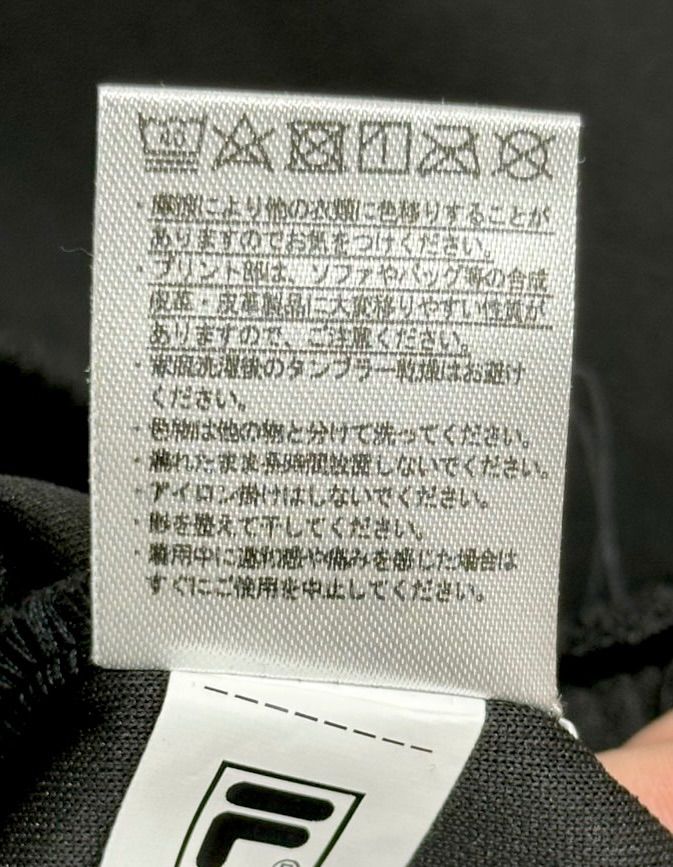 40
・摩擦により他の衣類に色移りすることが
ありますのでお気をつけください。
・プリント部は、ソファやバッグ等の合成
皮革・皮革製品に大変移りやすい性質が
ありますので、ご注意ください。
・家庭洗濯後のタンブラー乾燥はお避け
ください。
・色物は他の物と分けて洗ってください。
・濡れたまま長時間放置しないでください。
・アイロン掛けはしないでください。
・形を整えて干してください。
・着用中に違和感や痛みを感じた場合は
すぐにご使用を中止してください。
F
®